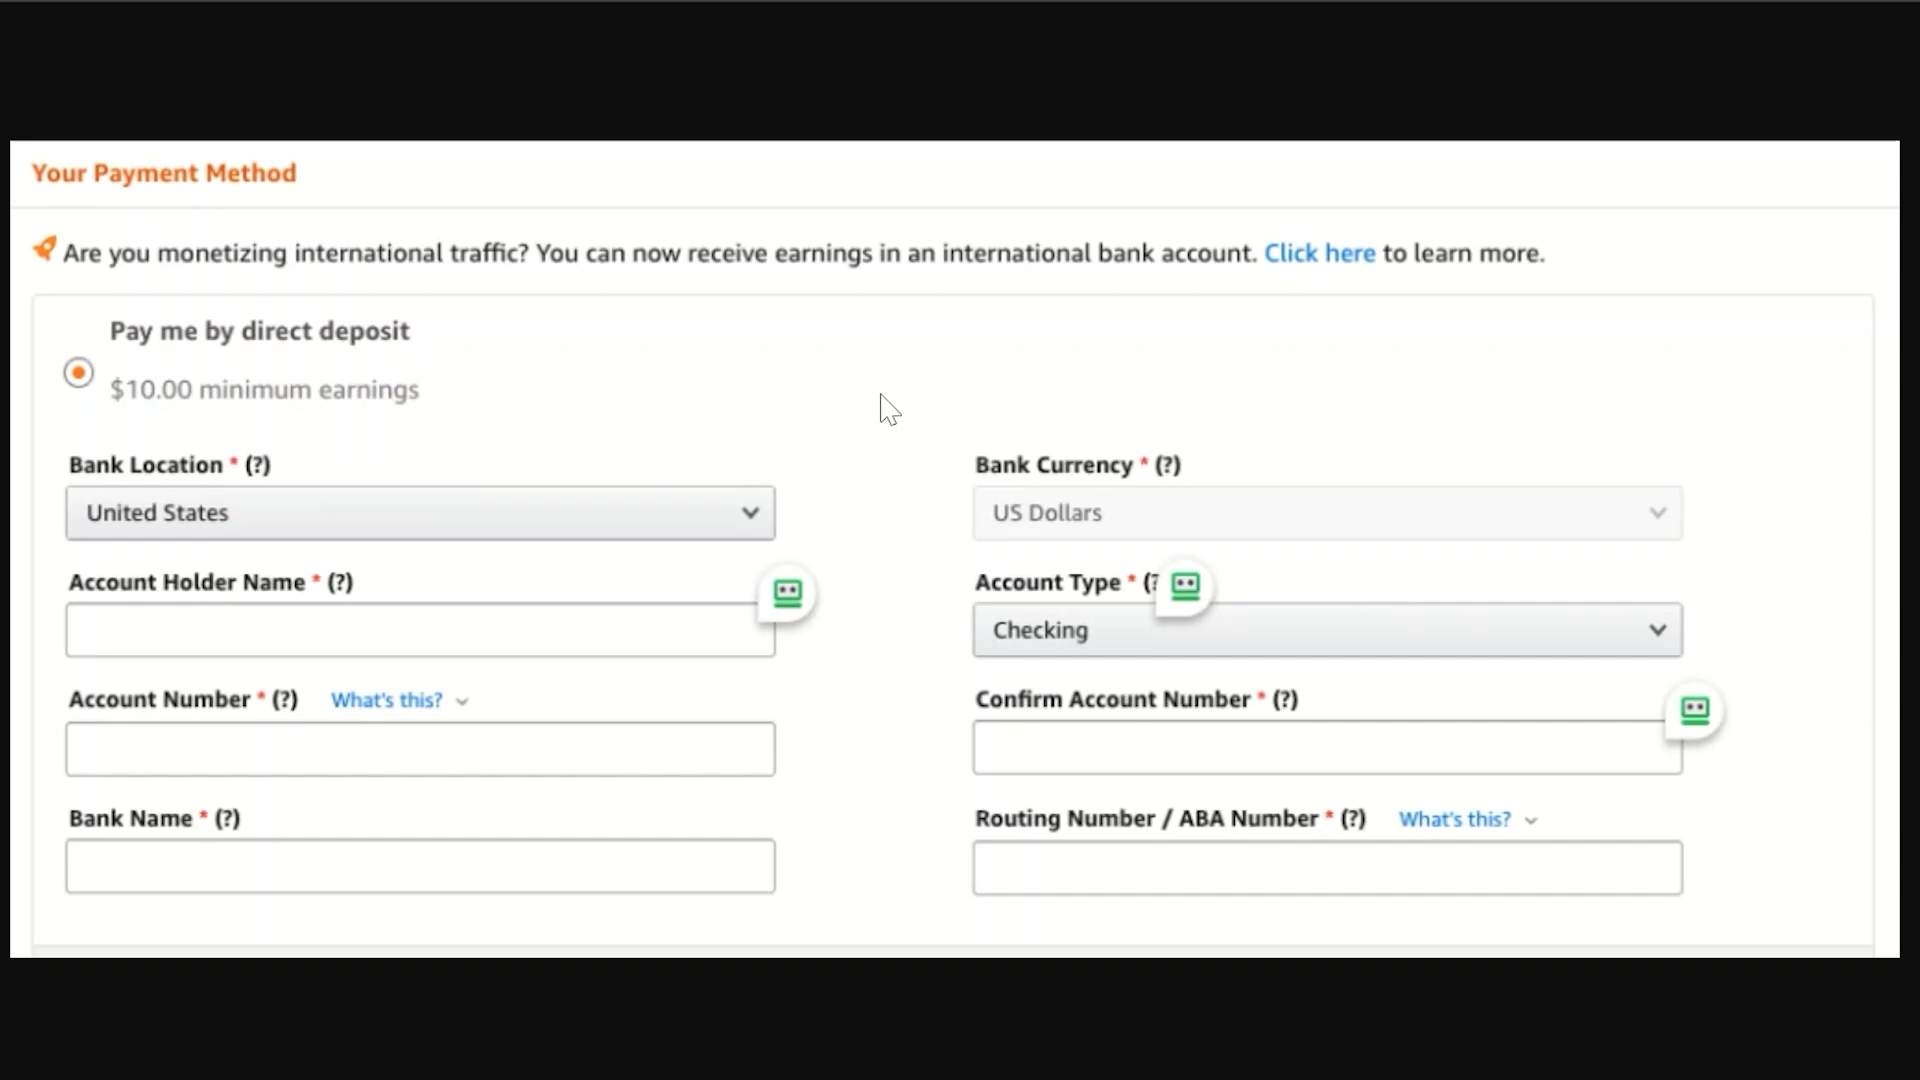 Your Payment Method
Are you monetizing international traffic? You can now receive earnings in an international bank account. Click here to learn more.
Pay me by direct deposit
$10.00 minimum earnings
Bank Location * (?)
Bank Currency * (?)
United States
US Dollars
Account Holder Name * (?)
Account Type * (?
Checking
Account Number * (?) What's this?
Confirm Account Number * (?)
Bank Name * (?)
Routing Number / ABA Number * (?) What's this?